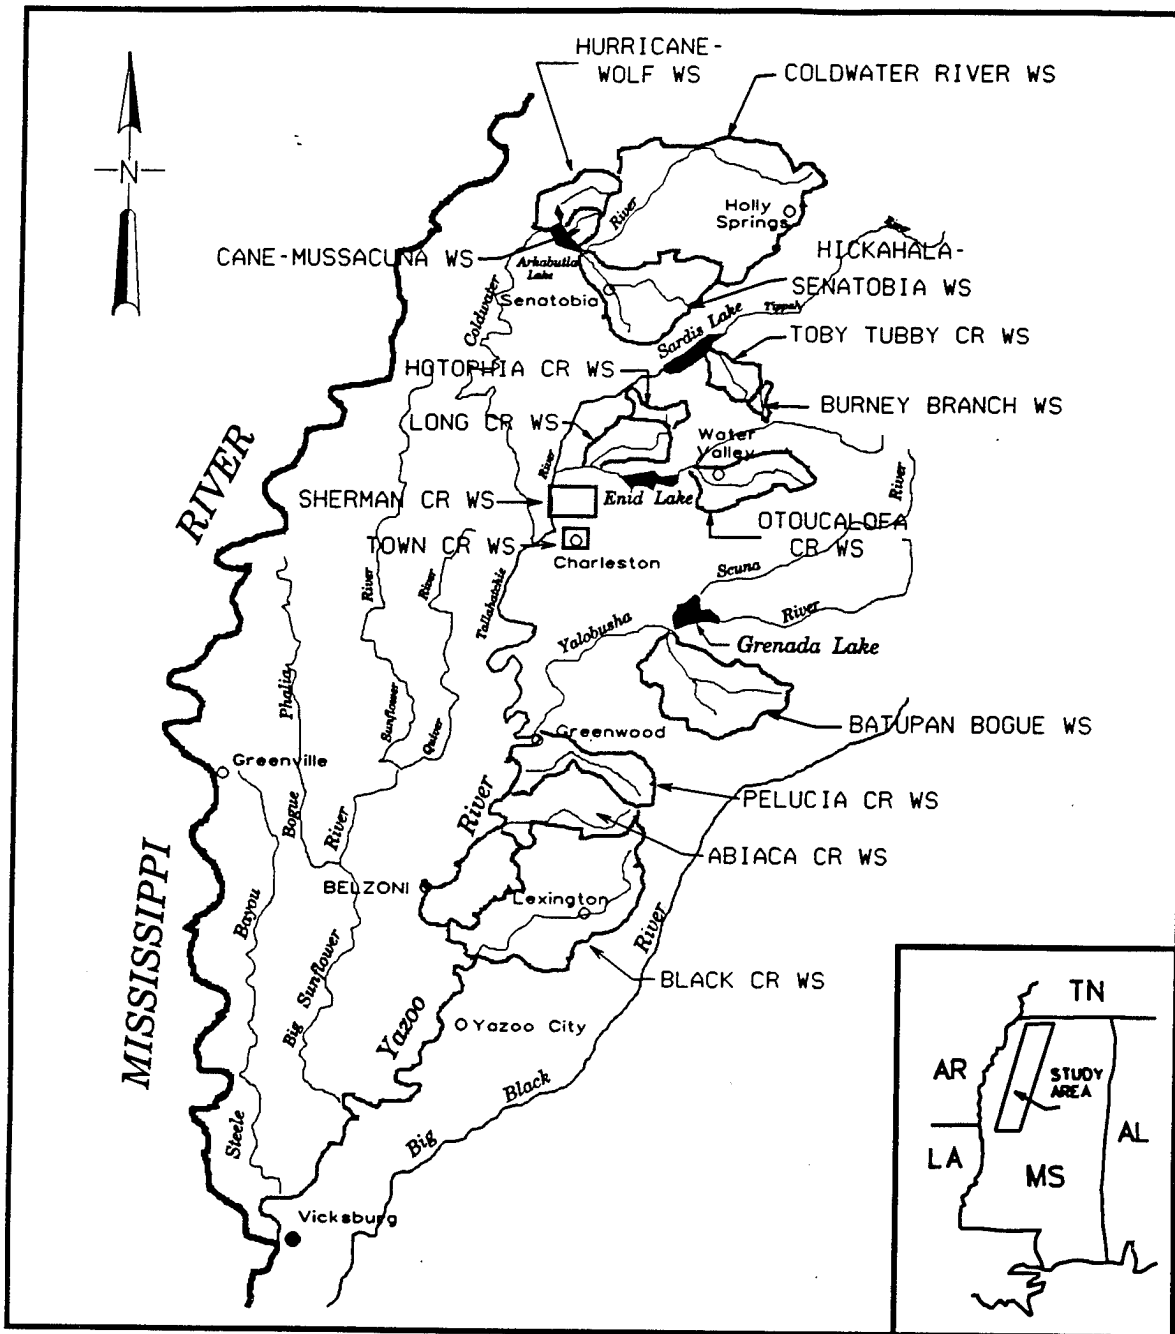 HURRICANE-
WOLF WS
COLDWATER RIVER WS
N
Holly
Springs
River
River
CANE-MUSSACUNA WS
Arkabutla
Lake
HICKAHALA-
SENATOBIA WS
Senatobia
Coldwater
Tippah
Sardis Lake
TOBY TUBBY CR WS
HOTOPHIA CR WS
BURNEY BRANCH WS
LONG CR WS
Water
Valley
River
River
SHERMAN CR WS
Enid Lake
OTOUCALOFA
CR WS
TOWN CR WS
Charleston
RIVER
River
River
Tallahatchie
Scuna
River
Yalobusha
Grenada Lake
Phalia
Sunflower
Quiver
BATUPAN BOGUE WS
Greenwood
Greenville
PELUCIA CR WS
River
Bogue
River
ABIACA CR WS
BELZONI
Lexington
MISSISSIPPI
Bayou
River
Big Sunflower
BLACK CR WS
Yazoo
Yazoo City
Black
Big
Steele
Vicksburg
TN
AR
STUDY
AREA
LA
AL
MS